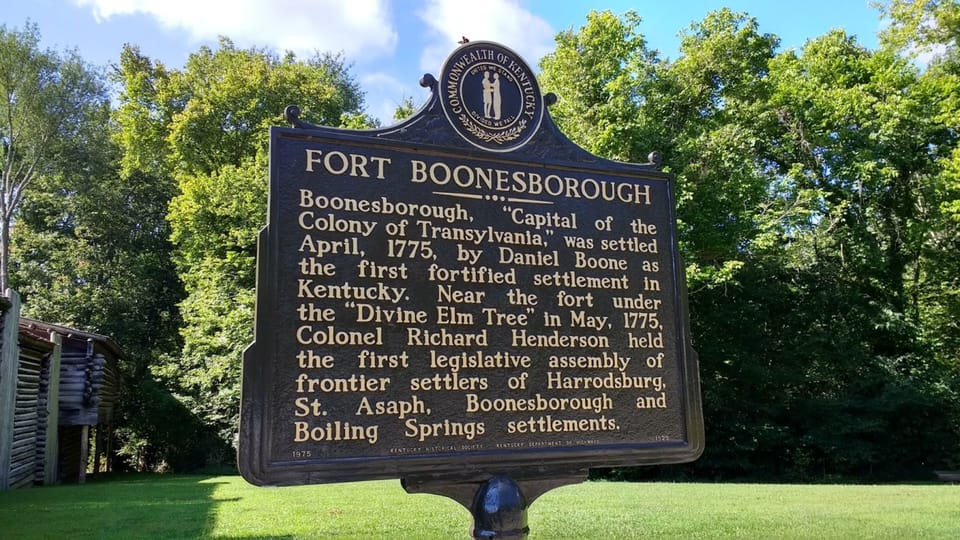 COMMONWEALTH OF KENTUCKY
UNITED WE STAND
DIVIDED WE FALL
FORT BOONESBOROUGH
Boonesborough, "Capital of the
Colony of Transylvania," was settled
April, 1775, by Daniel Boone as
the first fortified settlement in
Kentucky. Near the fort under
the "Divine Elm Tree" in May, 1775,
Colonel Richard Henderson held
the first legislative assembly of
frontier settlers of Harrodsburg,
St. Asaph, Boonesborough and
Boiling Springs settlements.
1975 KENTUCKY HISTORICAL SOCIETY KENTUCKY DEPARTMENT OF HIGHWAYS